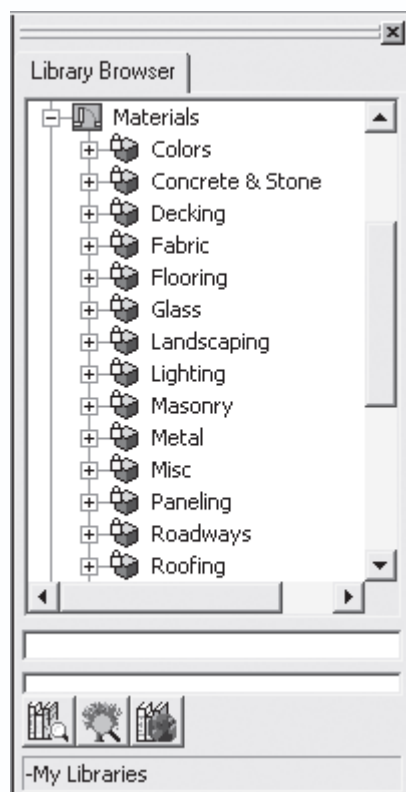 Library Browser
Materials
Colors
Concrete & Stone
Decking
Fabric
Flooring
Glass
Landscaping
Lighting
Masonry
Metal
Misc
Paneling
Roadways
Roofing
-My Libraries